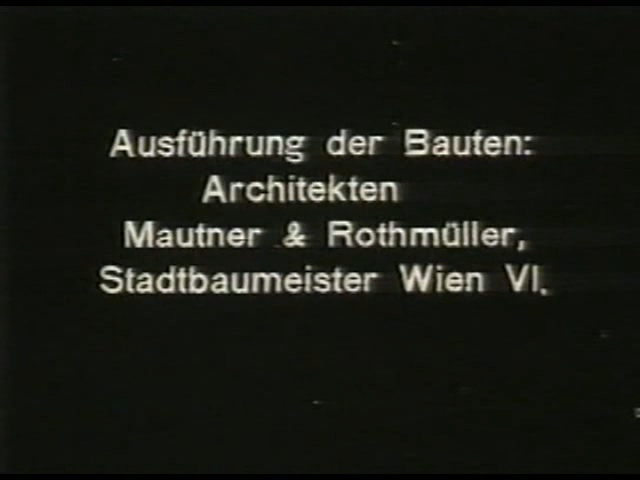 Ausführung der Bauten:
Architekten
Mautner & Rothmüller,
Stadtbaumeister Wien VI.